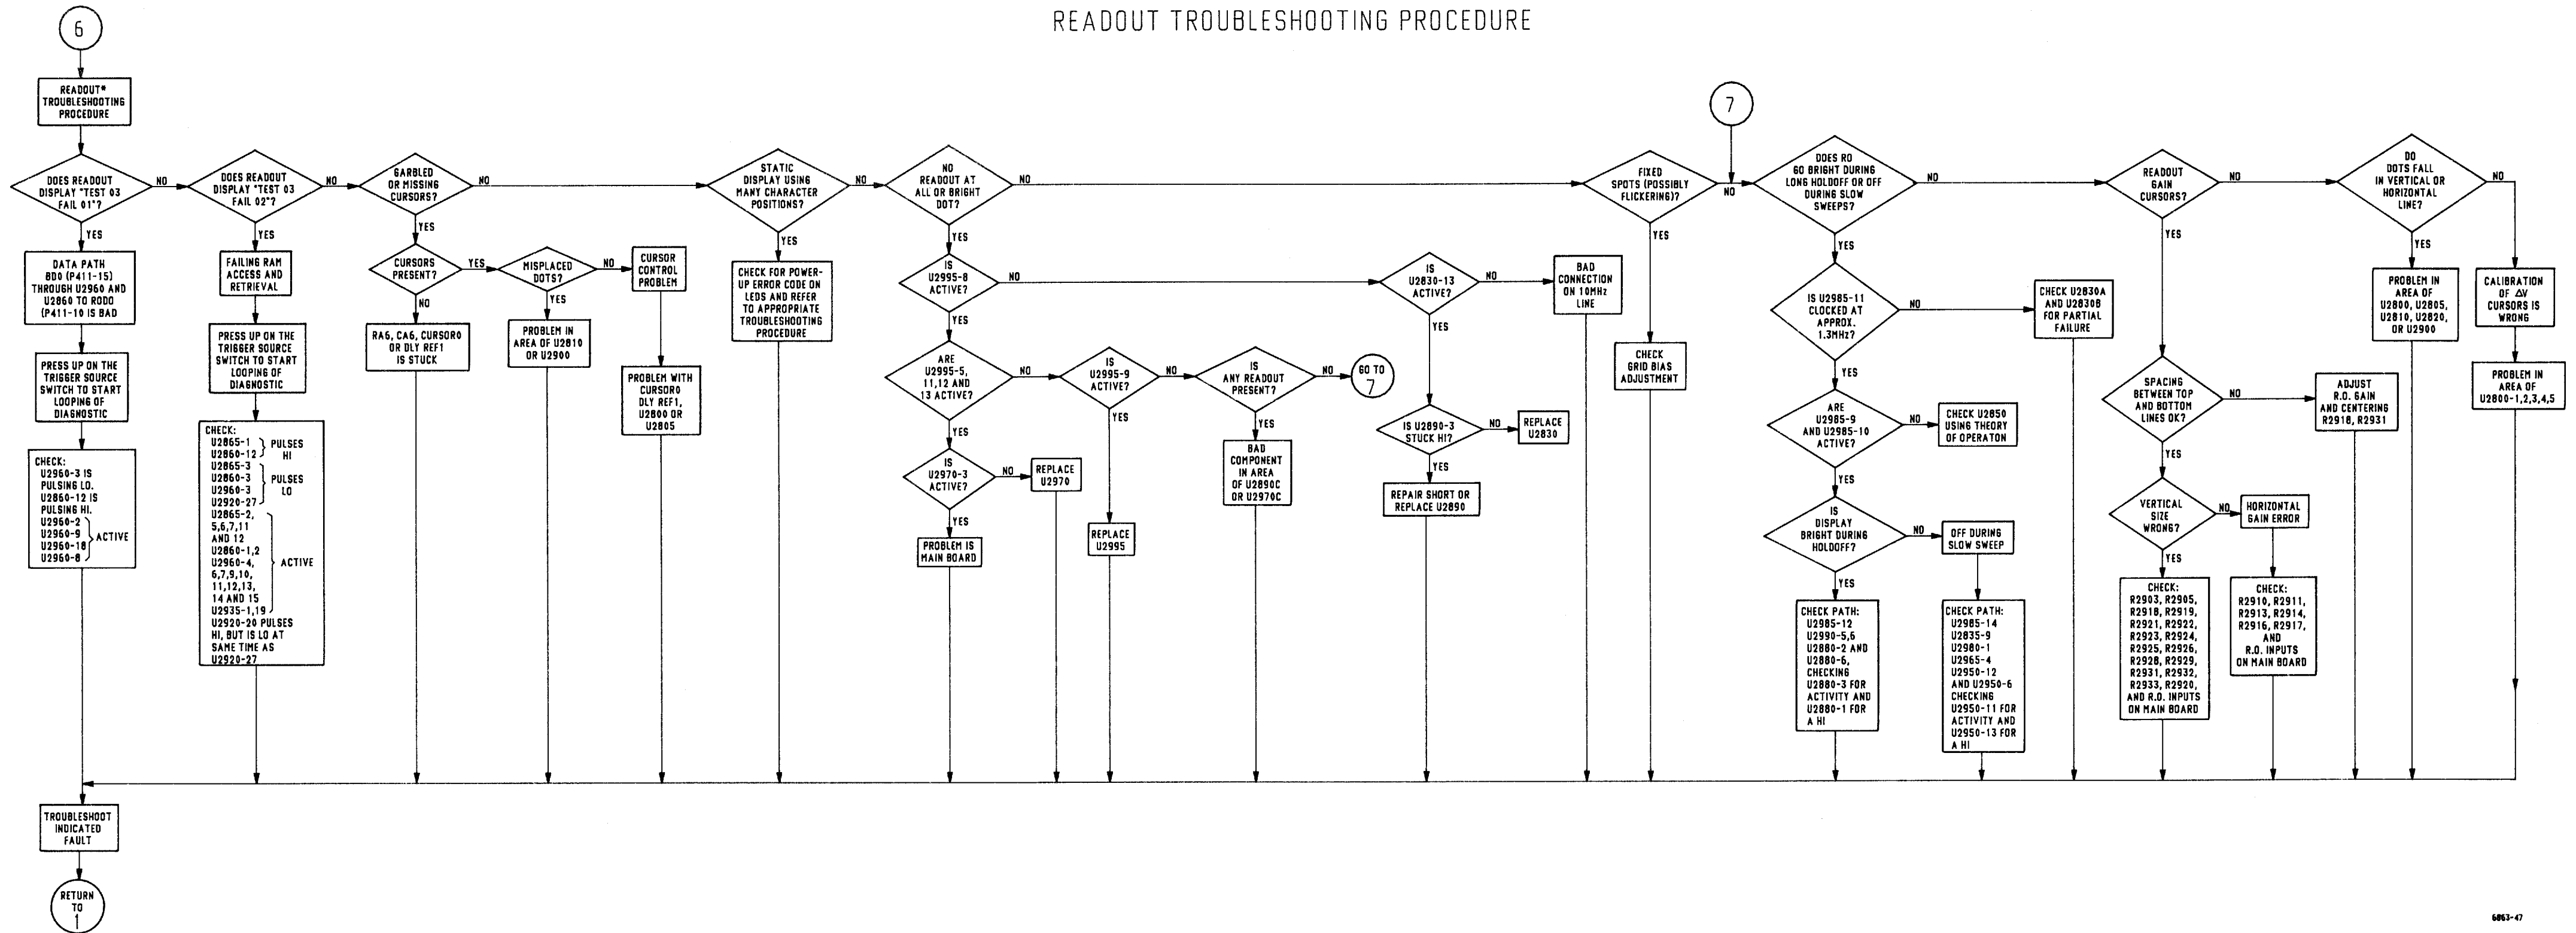 READOUT TROUBLESHOOTING PROCEDURE
6
READOUT*
TROUBLESHOOTING
PROCEDURE
DOES READOUT
DISPLAY "TEST 03
FAIL 01"?
NO
YES
DATA PATH
BD0 (P411-15)
THROUGH U2960 AND
U2860 TO RODO
(P411-10 IS BAD
PRESS UP ON THE
TRIGGER SOURCE
SWITCH TO START
LOOPING OF
DIAGNOSTIC
CHECK:
U2960-3 IS
PULSING LO.
U2860-12 IS
PULSING HI.
U2960-2
U2960-9
U2960-18
U2960-8
ACTIVE
TROUBLESHOOT
INDICATED
FAULT
RETURN
TO
1
DOES READOUT
DISPLAY "TEST 03
FAIL 02"?
NO
YES
FAILING RAM
ACCESS AND
RETRIEVAL
PRESS UP ON THE
TRIGGER SOURCE
SWITCH TO START
LOOPING OF
DIAGNOSTIC
CHECK:
U2865-1
U2860-12
PULSES
HI
U2865-3
U2860-3
U2960-3
U2920-27
PULSES
LO
U2865-2,
5,6,7,11
AND 12
U2860-1,2
U2960-4,
6,7,9,10,
11,12,13,
14 AND 15
U2935-1,19
ACTIVE
U2920-20 PULSES
HI, BUT IS LO AT
SAME TIME AS
U2920-27
GARBLED
OR MISSING
CURSORS?
NO
YES
CURSORS
PRESENT?
YES
NO
RA6, CA6, CURSOR0
OR DLY REF1
IS STUCK
MISPLACED
DOTS?
NO
YES
PROBLEM IN
AREA OF U2810
OR U2900
CURSOR
CONTROL
PROBLEM
PROBLEM WITH
CURSOR0
DLY REF1,
U2800 OR
U2805
STATIC
DISPLAY USING
MANY CHARACTER
POSITIONS?
NO
YES
CHECK FOR POWER-
UP ERROR CODE ON
LEDS AND REFER
TO APPROPRIATE
TROUBLESHOOTING
PROCEDURE
NO
READOUT AT
ALL OR BRIGHT
DOT?
NO
YES
IS
U2995-8
ACTIVE?
NO
YES
ARE
U2995-5,
11,12 AND
13 ACTIVE?
NO
YES
IS
U2970-3
ACTIVE?
NO
REPLACE
U2970
YES
PROBLEM IS
MAIN BOARD
IS
U2995-9
ACTIVE?
NO
YES
REPLACE
U2995
IS
ANY READOUT
PRESENT?
NO
GO TO
7
YES
BAD
COMPONENT
IN AREA
OF U2890C
OR U2970C
IS
U2830-13
ACTIVE?
NO
BAD
CONNECTION
ON 10MHz
LINE
YES
IS U2890-3
STUCK HI?
NO
REPLACE
U2830
YES
REPAIR SHORT OR
REPLACE U2890
FIXED
SPOTS (POSSIBLY
FLICKERING)?
NO
YES
CHECK
GRID BIAS
ADJUSTMENT
7
DOES RO
GO BRIGHT DURING
LONG HOLDOFF OR OFF
DURING SLOW
SWEEPS?
NO
YES
IS U2985-11
CLOCKED AT
APPROX.
1.3MHz?
NO
CHECK U2830A
AND U2830B
FOR PARTIAL
FAILURE
YES
ARE
U2985-9
AND U2985-10
ACTIVE?
NO
CHECK U2850
USING THEORY
OF OPERATON
YES
IS
DISPLAY
BRIGHT DURING
HOLDOFF?
NO
OFF DURING
SLOW SWEEP
YES
CHECK PATH:
U2985-12
U2990-5,6
U2880-2 AND
U2880-6,
CHECKING
U2880-3 FOR
ACTIVITY AND
U2880-1 FOR
A HI
CHECK PATH:
U2985-14
U2835-9
U2980-1
U2965-4
U2950-12
AND U2950-6
CHECKING
U2950-11 FOR
ACTIVITY AND
U2950-13 FOR
A HI
READOUT
GAIN
CURSORS?
NO
YES
SPACING
BETWEEN TOP
AND BOTTOM
LINES OK?
NO
ADJUST
R.O. GAIN
AND CENTERING
R2918, R2931
YES
VERTICAL
SIZE
WRONG?
NO
HORIZONTAL
GAIN ERROR
YES
CHECK:
R2903, R2905,
R2918, R2919,
R2921, R2922,
R2923, R2924,
R2925, R2926,
R2928, R2929,
R2931, R2932,
R2933, R2920,
AND R.O. INPUTS
ON MAIN BOARD
CHECK:
R2910, R2911,
R2913, R2914,
R2916, R2917,
AND
R.O. INPUTS
ON MAIN BOARD
DO
DOTS FALL
IN VERTICAL OR
HORIZONTAL
LINE?
NO
YES
PROBLEM IN
AREA OF
U2800, U2805,
U2810, U2820,
OR U2900
CALIBRATION
OF ΔV
CURSORS IS
WRONG
PROBLEM IN
AREA OF
U2800-1,2,3,4,5
6863-47